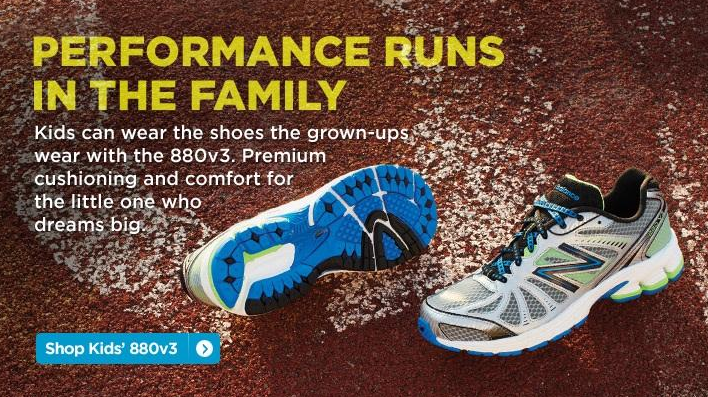 PERFORMANCE RUNS
IN THE FAMILY
Kids can wear the shoes the grown-ups
wear with the 880v3. Premium
cushioning and comfort for
the little one who
dreams big.
Shop Kids' 880v3
N